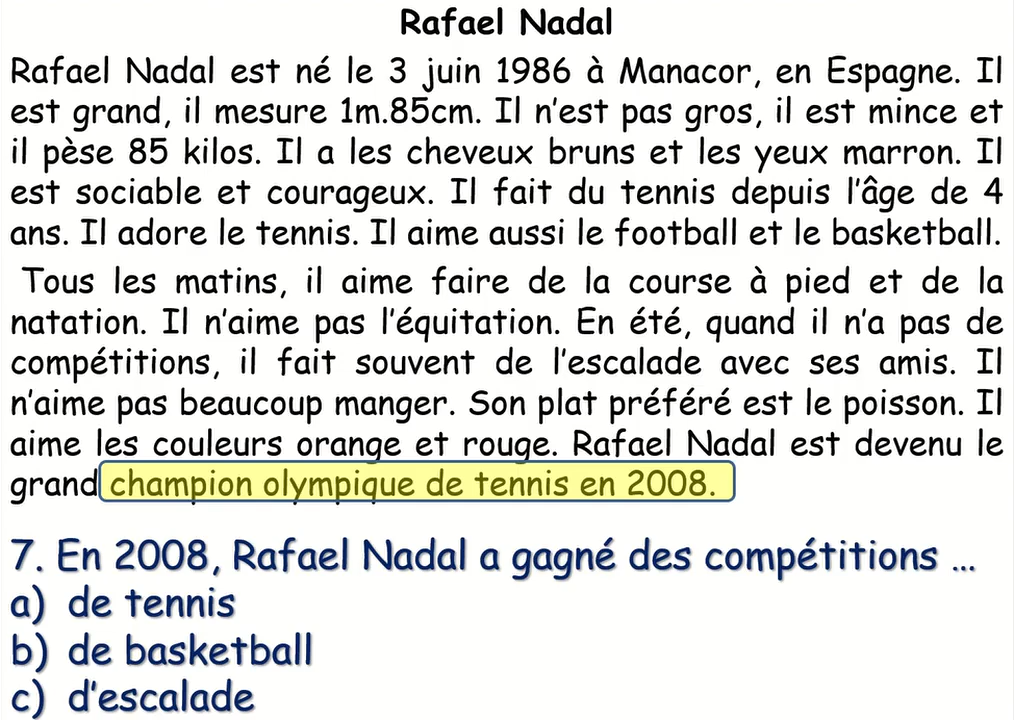 Rafael Nadal
Rafael Nadal est né le 3 juin 1986 à Manacor, en Espagne. Il
est grand, il mesure 1m.85cm. Il n'est pas gros, il est mince et
il pèse 85 kilos. Il a les cheveux bruns et les yeux marron. Il
est sociable et courageux. Il fait du tennis depuis l'âge de 4
ans. Il adore le tennis. Il aime aussi le football et le basketball.
Tous les matins, il aime faire de la course à pied et de la
natation. Il n'aime pas l'équitation. En été, quand il n'a pas de
compétitions, il fait souvent de l'escalade avec ses amis. Il
n'aime pas beaucoup manger. Son plat préféré est le poisson. Il
aime les couleurs orange et rouge. Rafael Nadal est devenu le
grand champion olympique de tennis en 2008.
7. En 2008, Rafael Nadal a gagné des compétitions …
a) de tennis
b) de basketball
c) d'escalade